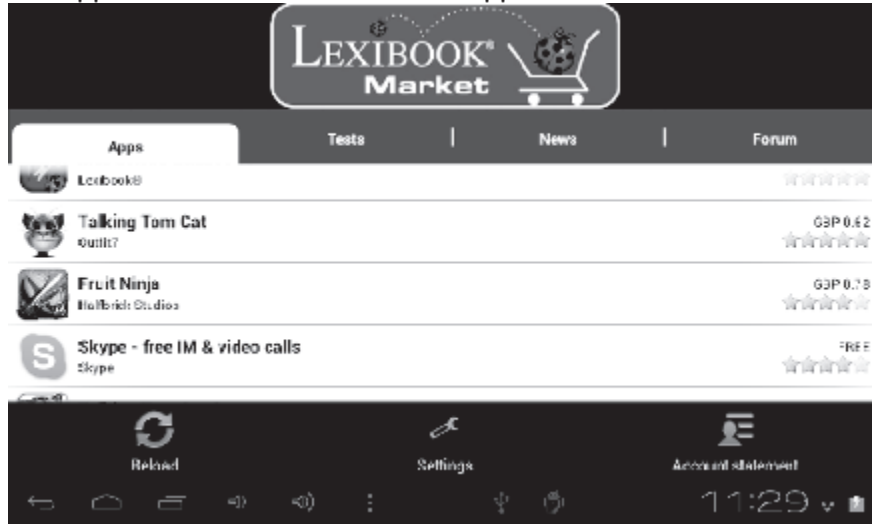 LEXIBOOK®
Market
Apps
Tests
News
Forum
Lexibook®
Talking Tom Cat
GBP 0.62
Outfit7
Fruit Ninja
GBP 0.78
Halfbrick Studios
Skype - free IM & video calls
FREE
Skype
Reload
Settings
Account statement
11:29